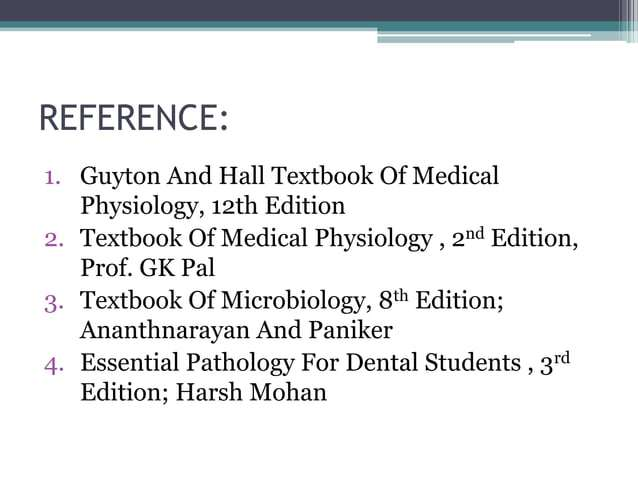 REFERENCE:
1. Guyton And Hall Textbook Of Medical
Physiology, 12th Edition
2. Textbook Of Medical Physiology , 2nd Edition,
Prof. GK Pal
3. Textbook Of Microbiology, 8th Edition;
Ananthnarayan And Paniker
4. Essential Pathology For Dental Students , 3rd
Edition; Harsh Mohan